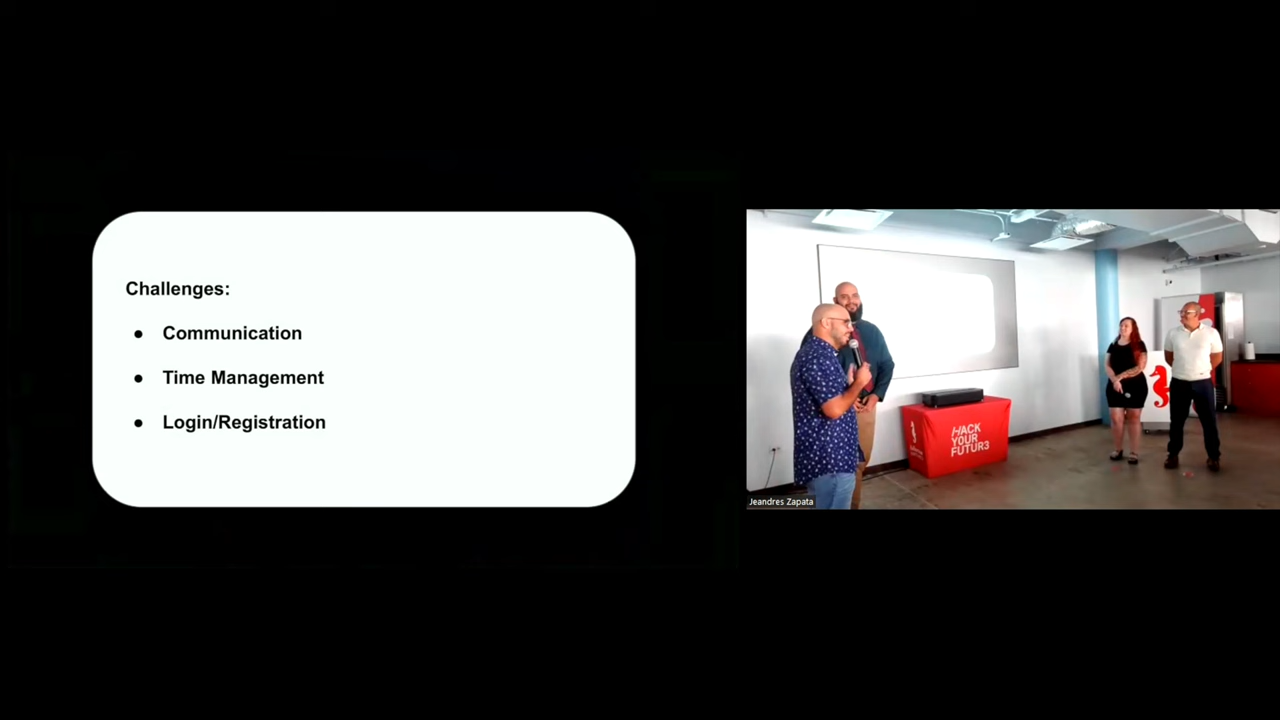 Challenges:
● Communication
● Time Management
● Login/Registration
HACK
YOUR
FUTUR3
Jeandres Zapata